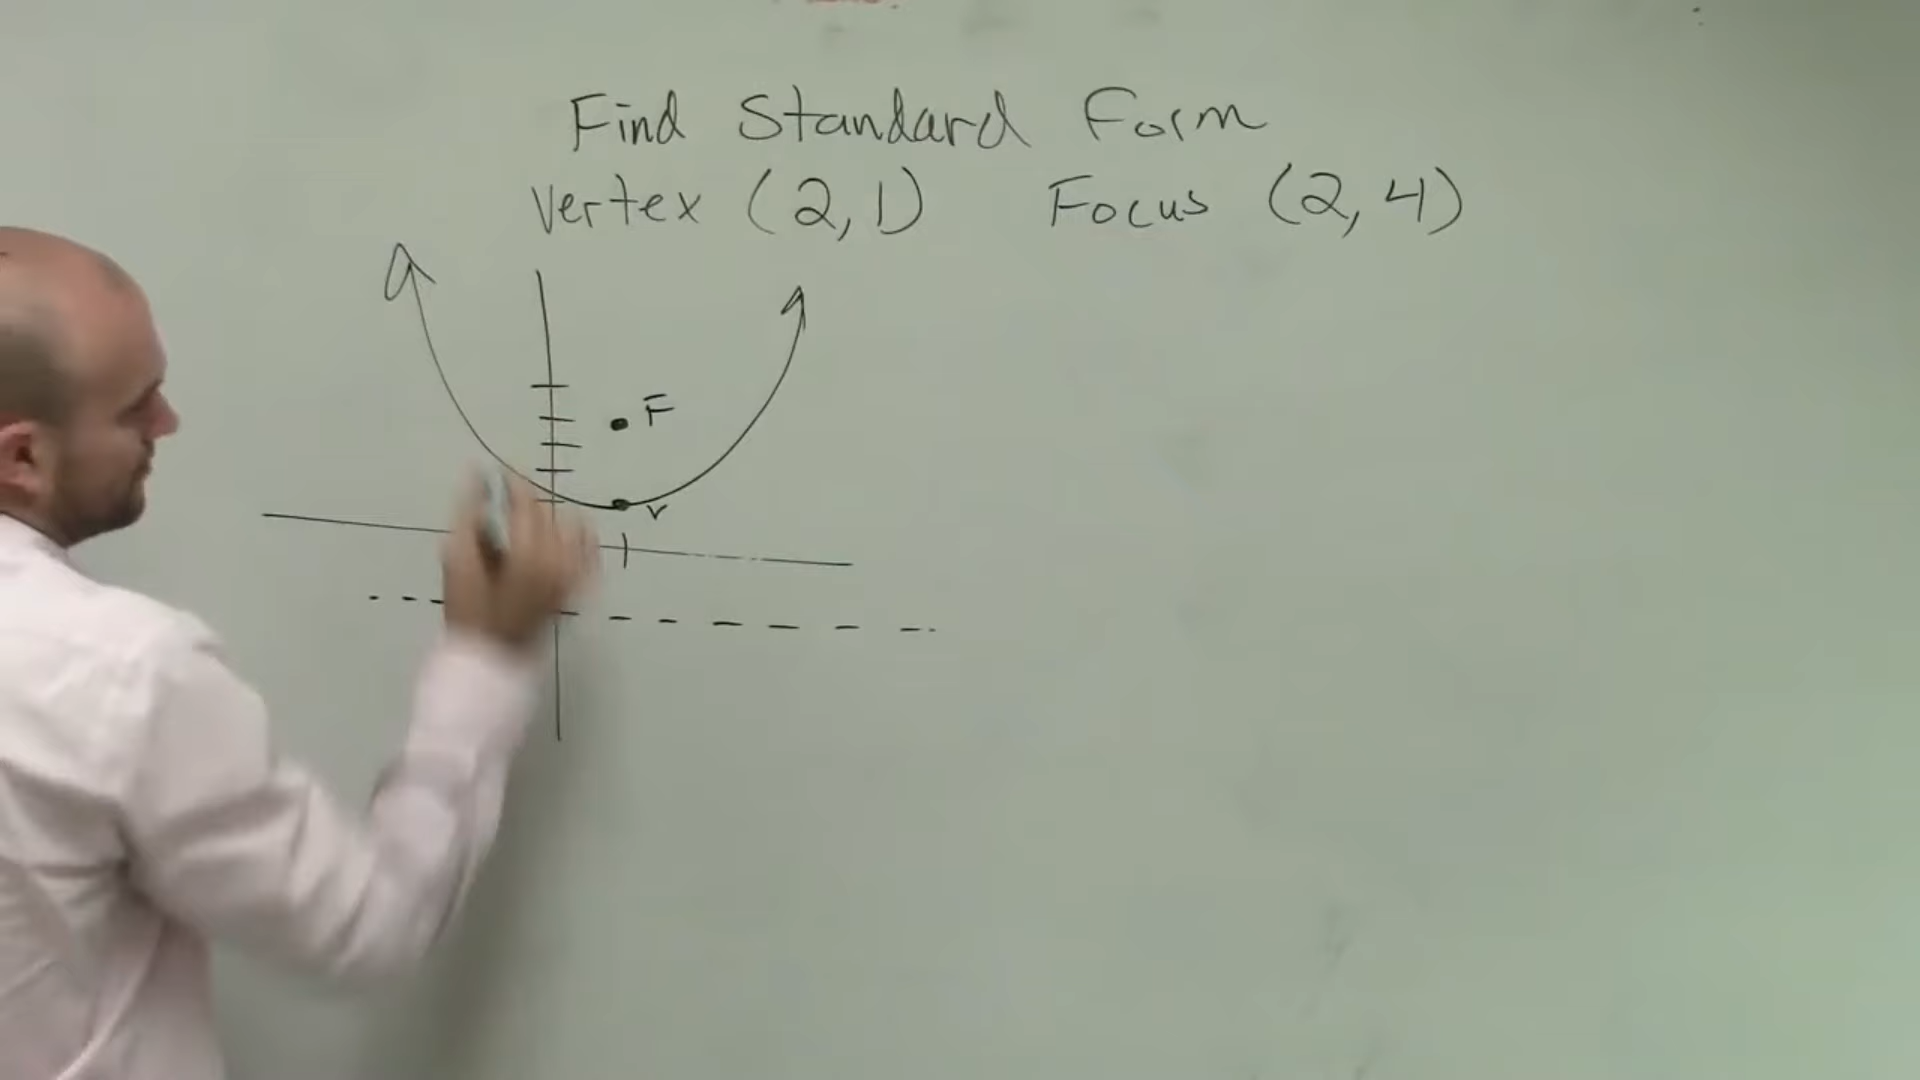 Find Standard Form
Vertex (2,1) Focus (2,4)
F
V